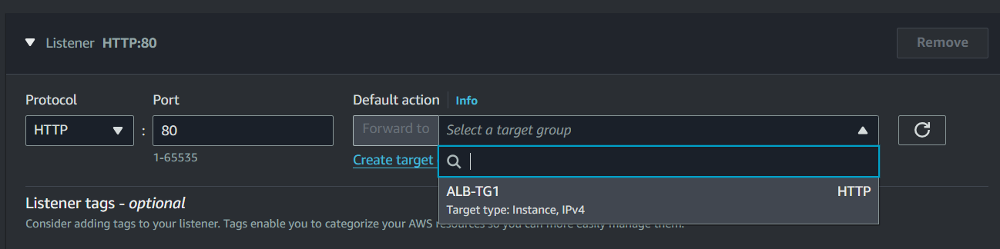 Listener HTTP:80
Remove
Protocol
Port
Default action
Info
HTTP
:
80
Forward to
Select a target group
1-65535
Create target
ALB-TG1
HTTP
Target type: Instance, IPv4
Listener tags - optional
Consider adding tags to your listener. Tags enable you to categorize your AWS resources so you can more easily manage them.